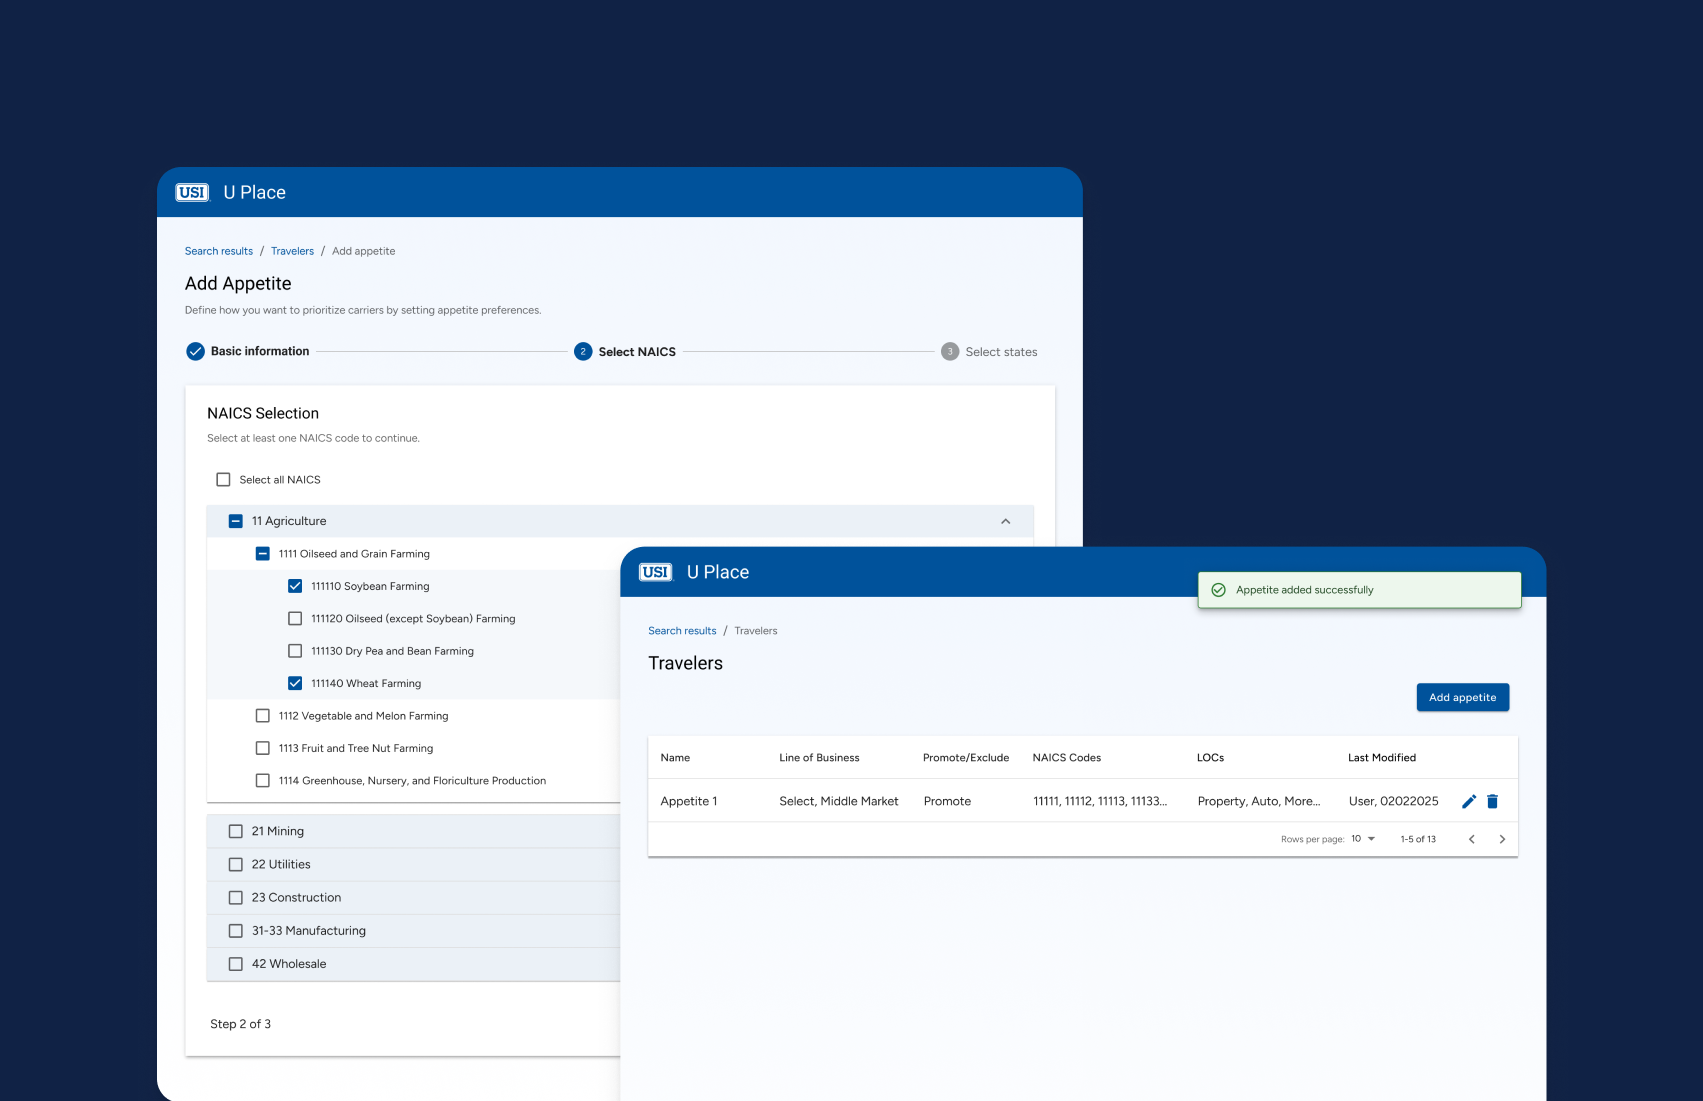 USI U Place
Search results / Travelers / Add appetite
Add Appetite
Define how you want to prioritize carriers by setting appetite preferences.
Basic information
2 Select NAICS
3 Select states
NAICS Selection
Select at least one NAICS code to continue.
Select all NAICS
11 Agriculture
1111 Oilseed and Grain Farming
111110 Soybean Farming
111120 Oilseed (except Soybean) Farming
111130 Dry Pea and Bean Farming
111140 Wheat Farming
1112 Vegetable and Melon Farming
1113 Fruit and Tree Nut Farming
1114 Greenhouse, Nursery, and Floriculture Production
21 Mining
22 Utilities
23 Construction
31-33 Manufacturing
42 Wholesale
Step 2 of 3
USI U Place
Appetite added successfully
Search results / Travelers
Travelers
Add appetite
Name Line of Business Promote/Exclude NAICS Codes LOCs Last Modified
Appetite 1 Select, Middle Market Promote 11111, 11112, 11113, 11133... Property, Auto, More... User, 02022025
Rows per page: 10 1-5 of 13